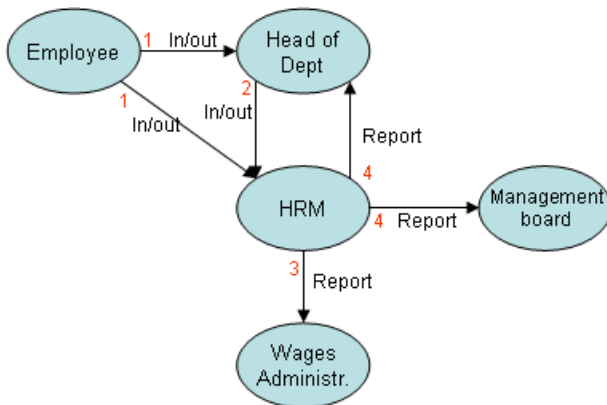 Employee
1
In/out
Head of
Dept
1
In/out
2
In/out
Report
4
HRM
4
Report
Management
board
3
Report
Wages
Administr.